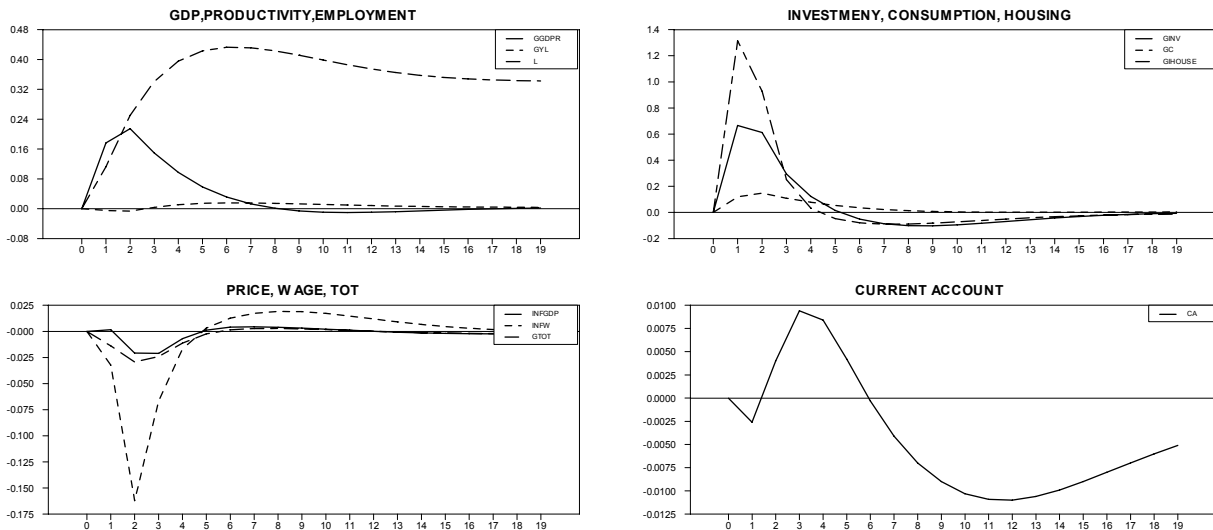 GDP,PRODUCTIVITY,EMPLOYMENT
0.48
0.40
0.32
0.24
0.16
0.08
0.00
-0.08
GGDPR
GYL
L
0 1 2 3 4 5 6 7 8 9 10 11 12 13 14 15 16 17 18 19
INVESTMENY, CONSUMPTION, HOUSING
1.4
1.2
1.0
0.8
0.6
0.4
0.2
0.0
-0.2
GINV
GC
GIHOUSE
0 1 2 3 4 5 6 7 8 9 10 11 12 13 14 15 16 17 18 19
PRICE, WAGE, TOT
0.025
-0.000
-0.025
-0.050
-0.075
-0.100
-0.125
-0.150
-0.175
INFGDP
INFW
GTOT
0 1 2 3 4 5 6 7 8 9 10 11 12 13 14 15 16 17 18 19
CURRENT ACCOUNT
0.0100
0.0075
0.0050
0.0025
0.0000
-0.0025
-0.0050
-0.0075
-0.0100
-0.0125
CA
0 1 2 3 4 5 6 7 8 9 10 11 12 13 14 15 16 17 18 19